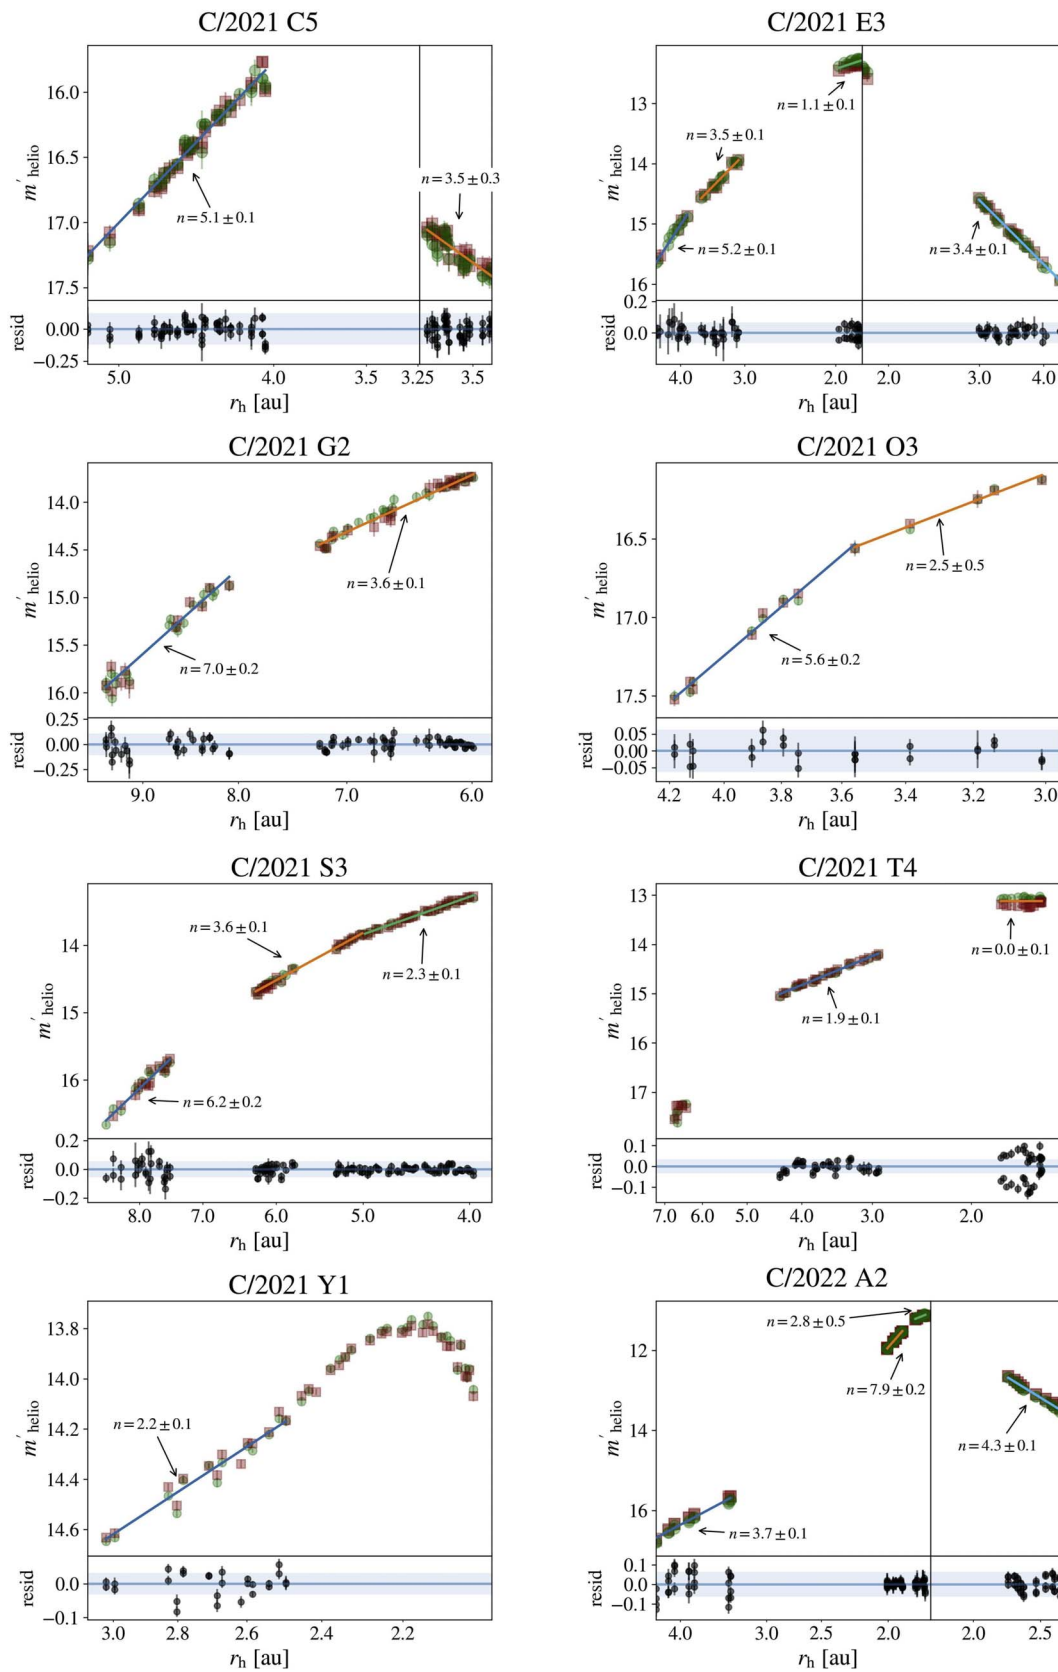 C/2021 C5
16.0
16.5
17.0
17.5
m′helio
n=5.1±0.1
n=3.5±0.3
resid
0.00
−0.25
5.0 4.0 3.5 3.25 3.5
rh [au]
C/2021 E3
13
14
15
16
m′helio
n=1.1±0.1
n=3.5±0.1
n=5.2±0.1
n=3.4±0.1
resid
0.2
0.0
4.0 3.0 2.0 2.0 3.0 4.0
rh [au]
C/2021 G2
14.0
14.5
15.0
15.5
16.0
m′helio
n=3.6±0.1
n=7.0±0.2
resid
0.25
0.00
−0.25
9.0 8.0 7.0 6.0
rh [au]
C/2021 O3
16.5
17.0
17.5
m′helio
n=2.5±0.5
n=5.6±0.2
resid
0.05
0.00
−0.05
4.2 4.0 3.8 3.6 3.4 3.2 3.0
rh [au]
C/2021 S3
14
15
16
m′helio
n=3.6±0.1
n=2.3±0.1
n=6.2±0.2
resid
0.2
0.0
−0.2
8.0 7.0 6.0 5.0 4.0
rh [au]
C/2021 T4
13
14
15
16
17
m′helio
n=0.0±0.1
n=1.9±0.1
resid
0.1
0.0
−0.1
7.0 6.0 5.0 4.0 3.0 2.0
rh [au]
C/2021 Y1
13.8
14.0
14.2
14.4
14.6
m′helio
n=2.2±0.1
resid
0.0
−0.1
3.0 2.8 2.6 2.4 2.2
rh [au]
C/2022 A2
12
14
16
m′helio
n=2.8±0.5
n=7.9±0.2
n=4.3±0.1
n=3.7±0.1
resid
0.1
0.0
−0.1
4.0 3.0 2.0 2.0 2.5
rh [au]